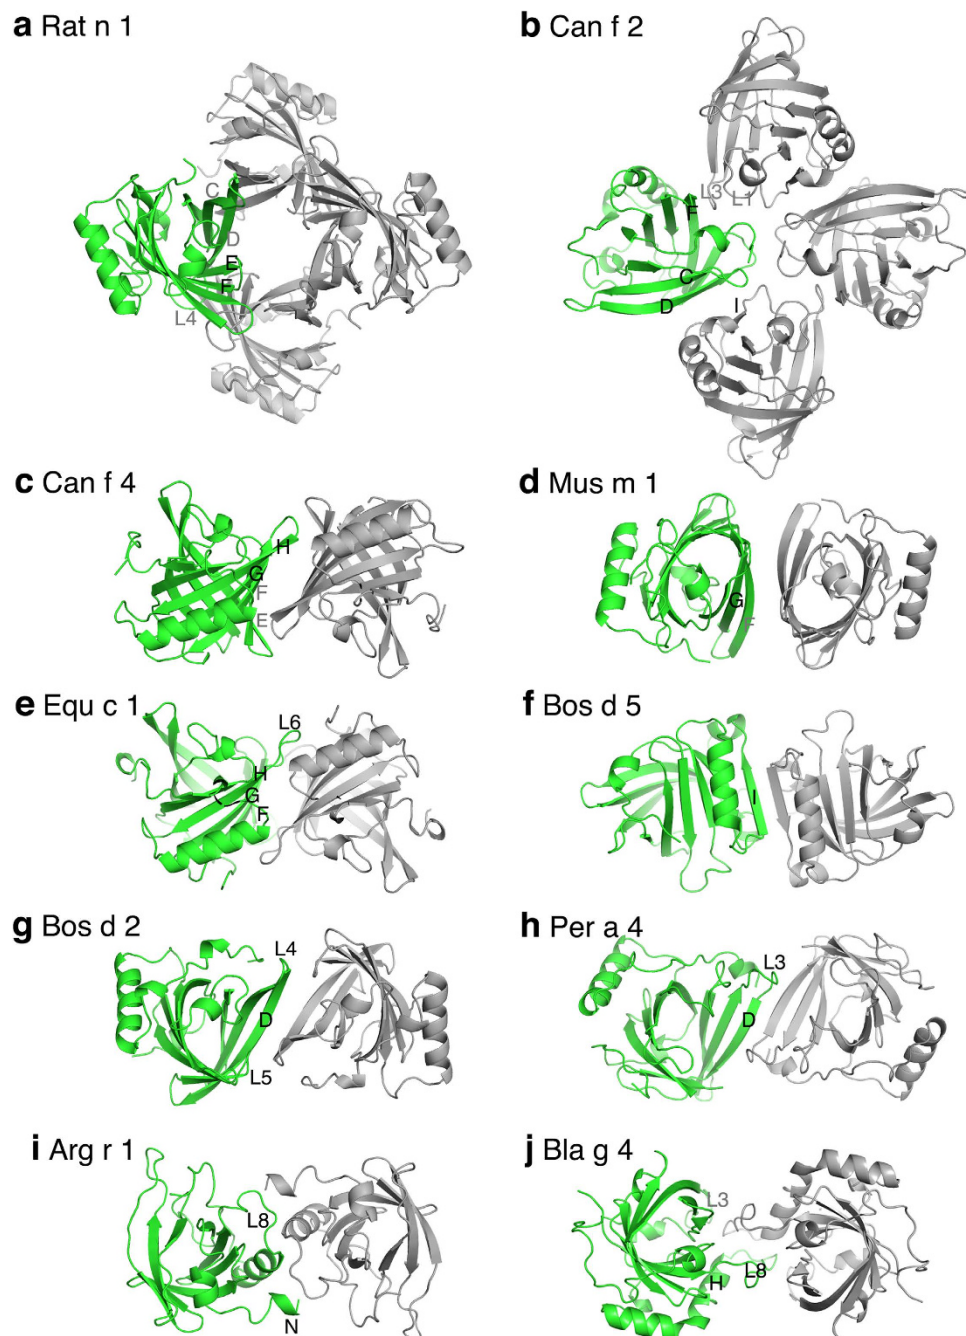 a Rat n 1
b Can f 2
C
D
E
F
L4
L3
L1
F
C
D
I
c Can f 4
d Mus m 1
H
G
F
E
G
F
e Equ c 1
f Bos d 5
L6
H
G
F
I
g Bos d 2
h Per a 4
L4
D
L5
L3
D
i Arg r 1
j Bla g 4
L8
N
L3
L8
H